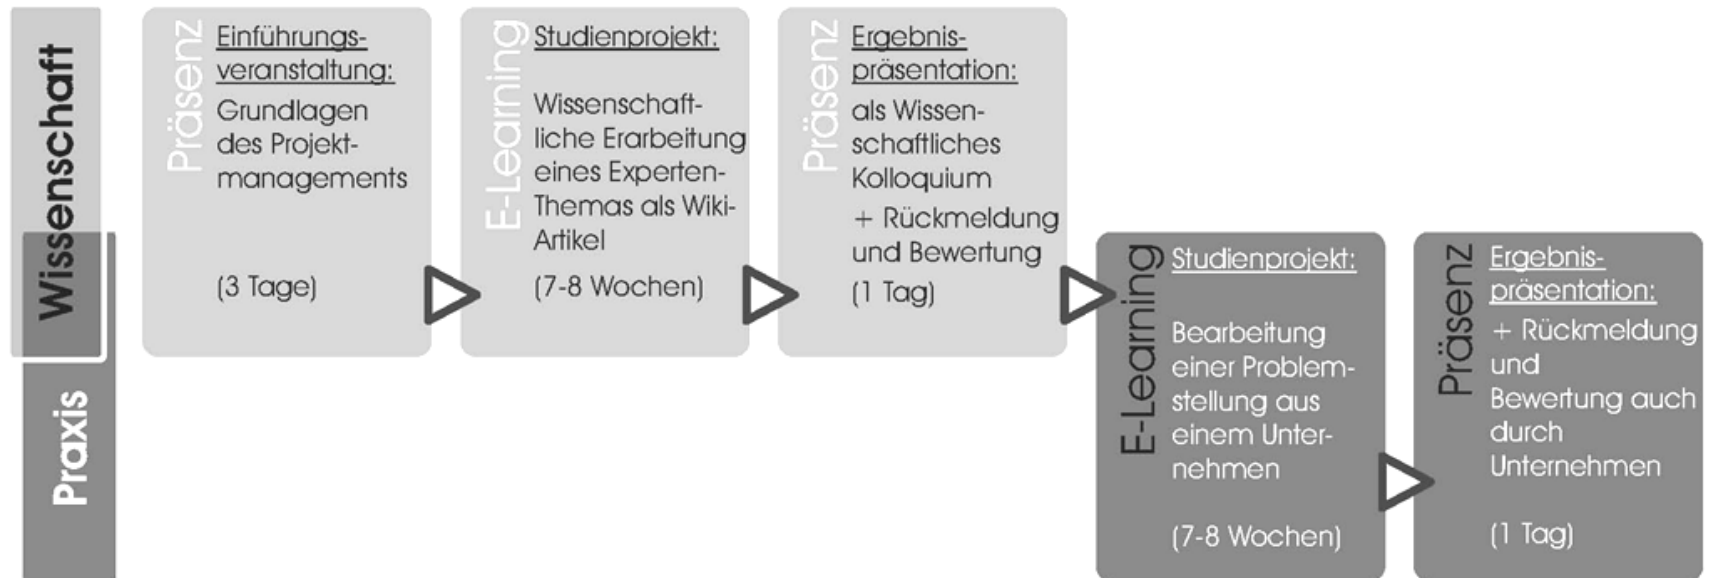 Wissenschaft
Praxis
Präsenz
Einführungs-
veranstaltung:
Grundlagen
des Projekt-
managements
(3 Tage)
E-Learning
Studienprojekt:
Wissenschaft-
liche Erarbeitung
eines Experten-
Themas als Wiki-
Artikel
(7-8 Wochen)
Präsenz
Ergebnis-
präsentation:
als Wissen-
schaftliches
Kolloquium
+ Rückmeldung
und Bewertung
(1 Tag)
E-Learning
Studienprojekt:
Bearbeitung
einer Problem-
stellung aus
einem Unter-
nehmen
(7-8 Wochen)
Präsenz
Ergebnis-
präsentation:
+ Rückmeldung
und
Bewertung auch
durch
Unternehmen
(1 Tag)